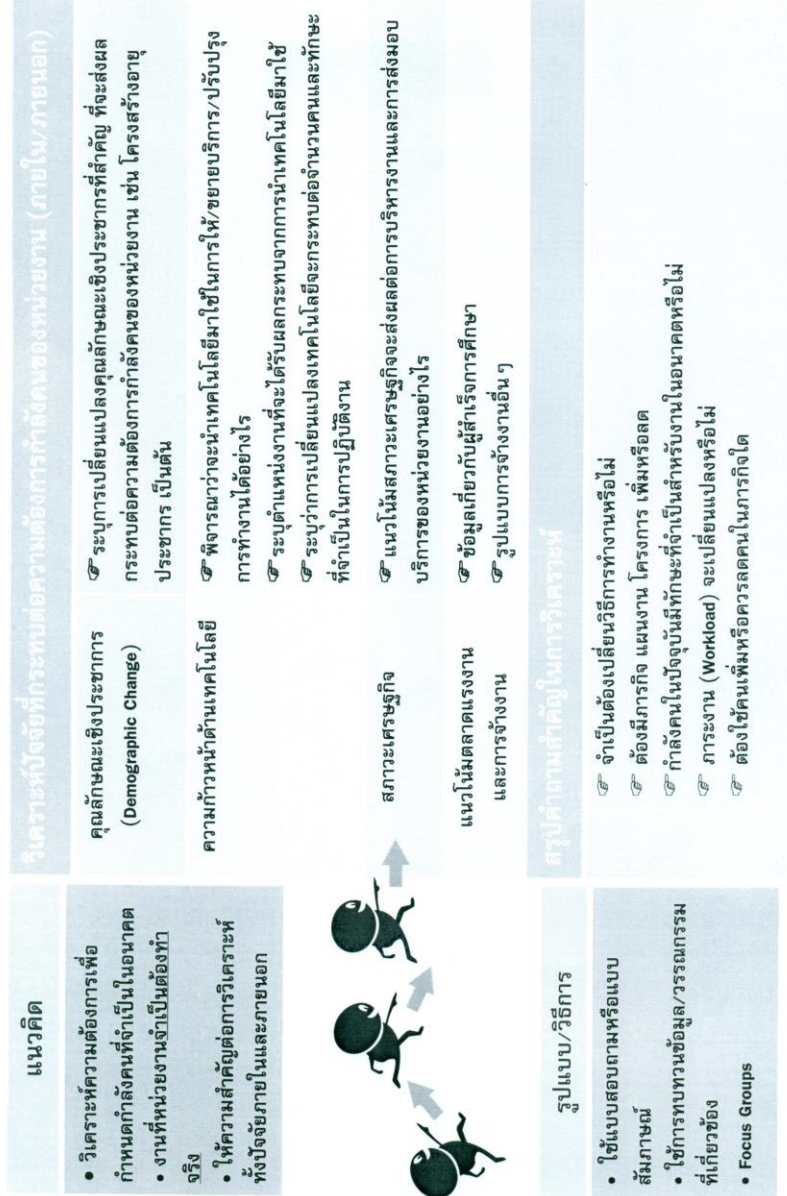 แนวคิด
• วิเคราะห์ความต้องการเพื่อ
กำหนดกำลังคนที่จำเป็นในอนาคต
• งานที่หน่วยงานจำเป็นต้องทำ
จริง
• ให้ความสำคัญต่อการวิเคราะห์
ทั้งปัจจัยภายในและภายนอก
รูปแบบ/วิธีการ
• ใช้แบบสอบถามหรือแบบ
สัมภาษณ์
• ใช้การทบทวนข้อมูล/วรรณกรรม
ที่เกี่ยวข้อง
• Focus Groups
วิเคราะห์ปัจจัยที่กระทบต่อความต้องการกำลังคนของหน่วยงาน (ภายใน/ภายนอก)
คุณลักษณะเชิงประชาการ
(Demographic Change)
☞ ระบุการเปลี่ยนแปลงคุณลักษณะเชิงประชากรที่สำคัญ ที่จะส่งผล
กระทบต่อความต้องการกำลังคนของหน่วยงาน เช่น โครงสร้างอายุ
ประชากร เป็นต้น
ความก้าวหน้าด้านเทคโนโลยี
☞ พิจารณาว่าจะนำเทคโนโลยีมาใช้ในการให้/ขยายบริการ/ปรับปรุง
การทำงานได้อย่างไร
☞ ระบุตำแหน่งงานที่จะได้รับผลกระทบจากการนำเทคโนโลยีมาใช้
☞ ระบุว่าการเปลี่ยนแปลงเทคโนโลยีจะกระทบต่อจำนวนคนและทักษะ
ที่จำเป็นในการปฏิบัติงาน
สภาวะเศรษฐกิจ
☞ แนวโน้มสภาวะเศรษฐกิจจะส่งผลต่อการบริหารงานและการส่งมอบ
บริการของหน่วยงานอย่างไร
แนวโน้มตลาดแรงงาน
และการจ้างงาน
☞ ข้อมูลเกี่ยวกับผู้สำเร็จการศึกษา
☞ รูปแบบการจ้างงานอื่น ๆ
สรุปคำถามสำคัญในการวิเคราะห์
☞ จำเป็นต้องเปลี่ยนวิธีการทำงานหรือไม่
☞ ต้องมีภารกิจ แผนงาน โครงการ เพิ่มหรือลด
☞ กำลังคนในปัจจุบันมีทักษะที่จำเป็นสำหรับงานในอนาคตหรือไม่
☞ ภาระงาน (Workload) จะเปลี่ยนแปลงหรือไม่
☞ ต้องใช้คนเพิ่มหรือควรลดคนในภารกิจใด